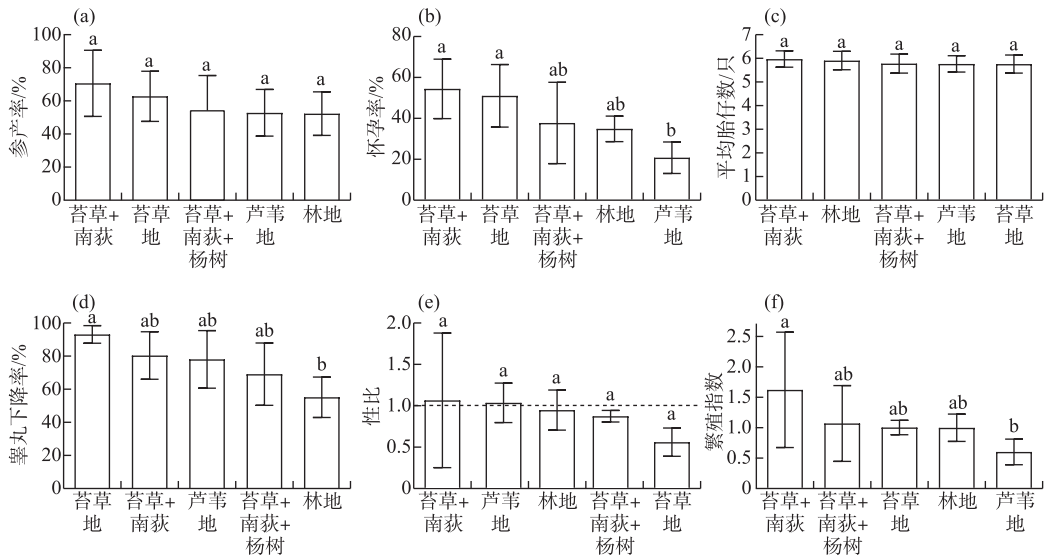 (a)
参产率/%
100
80
60
40
20
0
a a a a a
苔草+ 苔草 苔草+ 芦苇 林地
南荻 地 南荻+ 地
杨树
(b)
怀孕率/%
80
60
40
20
0
a a ab ab b
苔草+ 苔草 苔草+ 林地 芦苇
南荻 地 南荻+ 地
杨树
(c)
平均胎仔数/只
7
6
5
4
3
2
1
0
a a a a a
苔草+ 林地 苔草+ 芦苇 苔草
南荻 南荻+ 地 地
杨树
(d)
睾丸下降率/%
100
80
60
40
20
0
a ab ab ab b
苔草 苔草+ 芦苇 苔草+ 林地
地 南荻 地 南荻+
杨树
(e)
性比
2.0
1.5
1.0
0.5
0
a a a a a
苔草+ 芦苇 林地 苔草+ 苔草
南荻 地 南荻+ 地
杨树
(f)
繁殖指数
2.5
2.0
1.5
1.0
0.5
0
a ab ab ab b
苔草+ 苔草+ 苔草 林地 芦苇
南荻 南荻+ 地 地
杨树